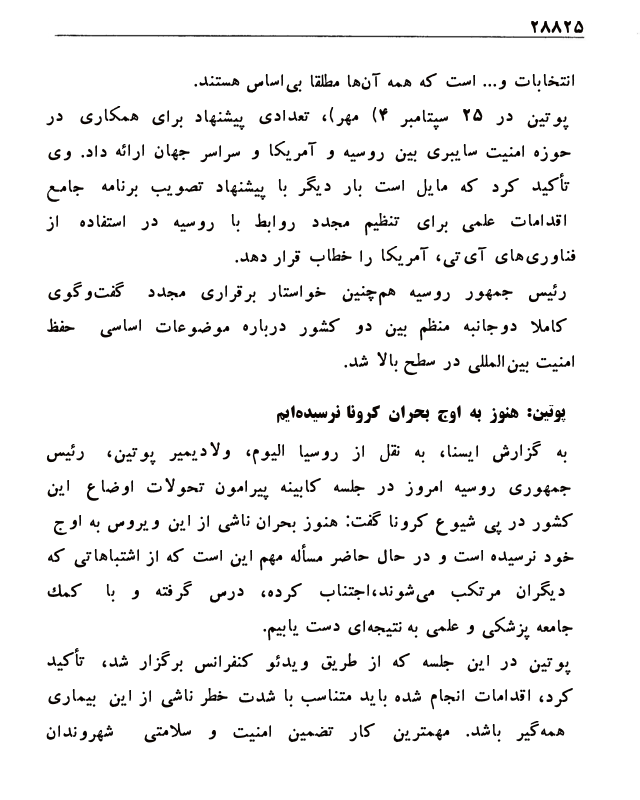 ۲۸۸۲۵
انتخابات و... است که همه آن‌ها مطلقا بی‌اساس هستند.
پوتین در ۲۵ سپتامبر ۴) مهر)، تعدادی پیشنهاد برای همکاری در
حوزه امنیت سایبری بین روسیه و آمریکا و سراسر جهان ارائه داد. وی
تأکید کرد که مایل است بار دیگر با پیشنهاد تصویب برنامه جامع
اقدامات علمی برای تنظیم مجدد روابط با روسیه در استفاده از
فناوری‌های آی‌تی، آمریکا را خطاب قرار دهد.
رئیس جمهور روسیه هم‌چنین خواستار برقراری مجدد گفت‌وگوی
کاملا دوجانبه منظم بین دو کشور درباره موضوعات اساسی حفظ
امنیت بین‌المللی در سطح بالا شد.
پوتین: هنوز به اوج بحران کرونا نرسیده‌ایم
به گزارش ایسنا، به نقل از روسیا الیوم، ولادیمیر پوتین، رئیس
جمهوری روسیه امروز در جلسه کابینه پیرامون تحولات اوضاع این
کشور در پی شیوع کرونا گفت: هنوز بحران ناشی از این ویروس به اوج
خود نرسیده است و در حال حاضر مسأله مهم این است که از اشتباهاتی که
دیگران مرتکب می‌شوند،اجتناب کرده، درس گرفته و با کمك
جامعه پزشکی و علمی به نتیجه‌ای دست یابیم.
پوتین در این جلسه که از طریق ویدئو کنفرانس برگزار شد، تأکید
کرد، اقدامات انجام شده باید متناسب با شدت خطر ناشی از این بیماری
همه‌گیر باشد. مهمترین کار تضمین امنیت و سلامتی شهروندان